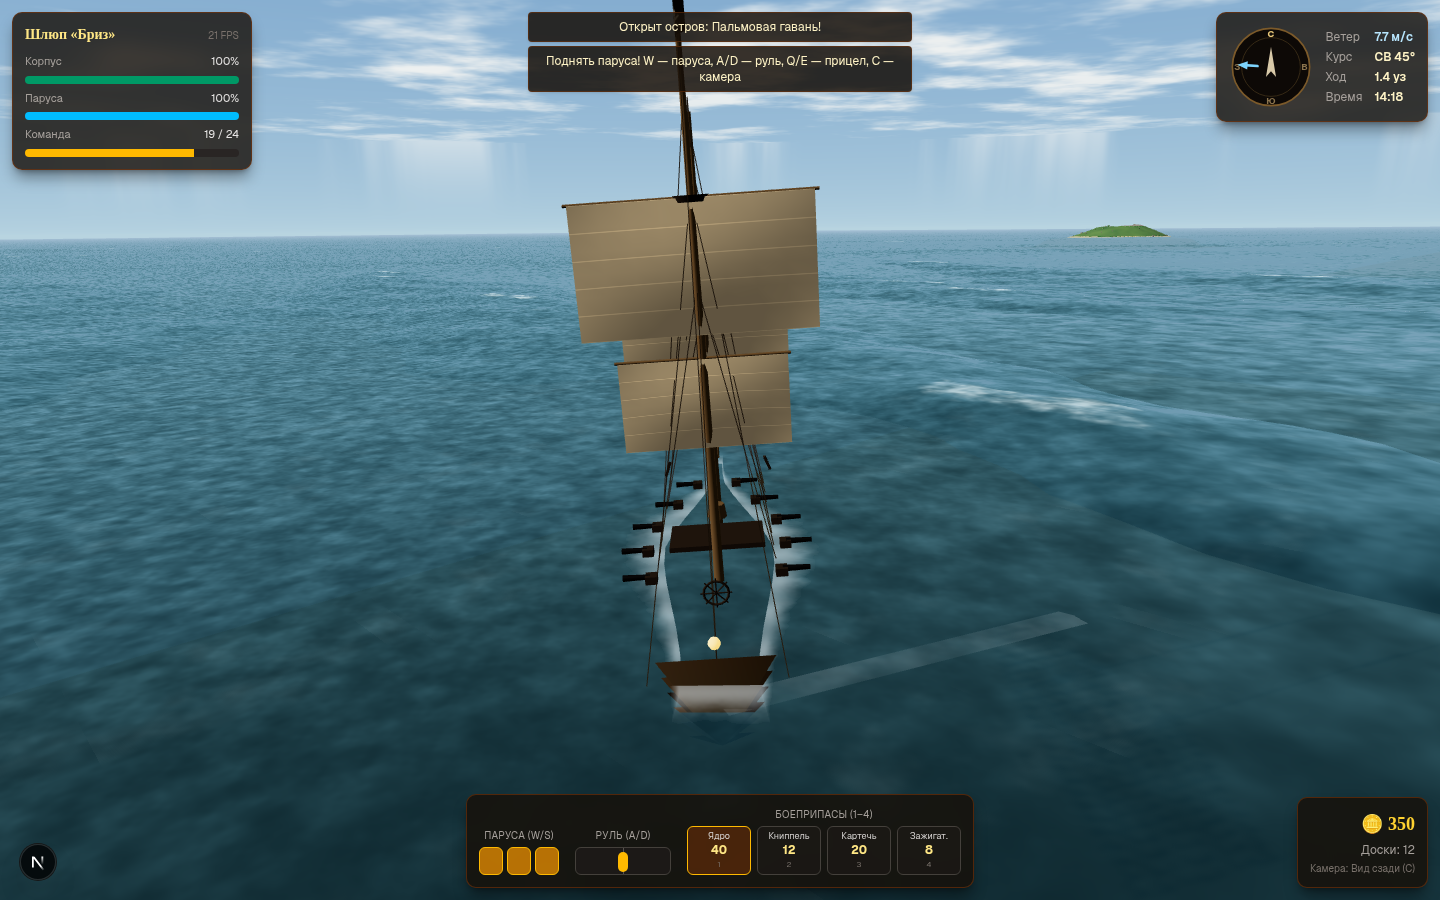 Шлюп «Бриз»
21 FPS
Корпус
100%
Паруса
100%
Команда
19 / 24
Открыт остров: Пальмовая гавань!
Поднять паруса! W — паруса, A/D — руль, Q/E — прицел, C —
камера
С
В
Ю
З
Ветер
7.7 м/с
Курс
СВ 45°
Ход
1.4 уз
Время
14:18
ПАРУСА (W/S)
РУЛЬ (A/D)
БОЕПРИПАСЫ (1–4)
Ядро
40
1
Книппель
12
2
Картечь
20
3
Зажигат.
8
4
N
350
Доски: 12
Камера: Вид сзади (C)